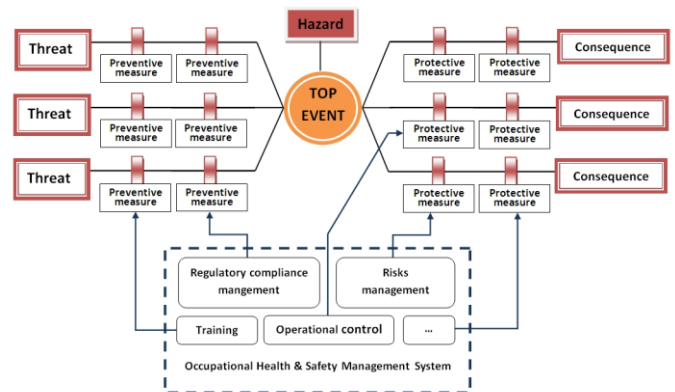 Hazard
Threat
Preventive
measure
Preventive
measure
Protective
measure
Protective
measure
Consequence
TOP
EVENT
Threat
Preventive
measure
Preventive
measure
Protective
measure
Protective
measure
Consequence
Threat
Preventive
measure
Preventive
measure
Protective
measure
Protective
measure
Consequence
Regulatory compliance
mangement
Risks
management
Training
Operational control
...
Occupational Health & Safety Management System